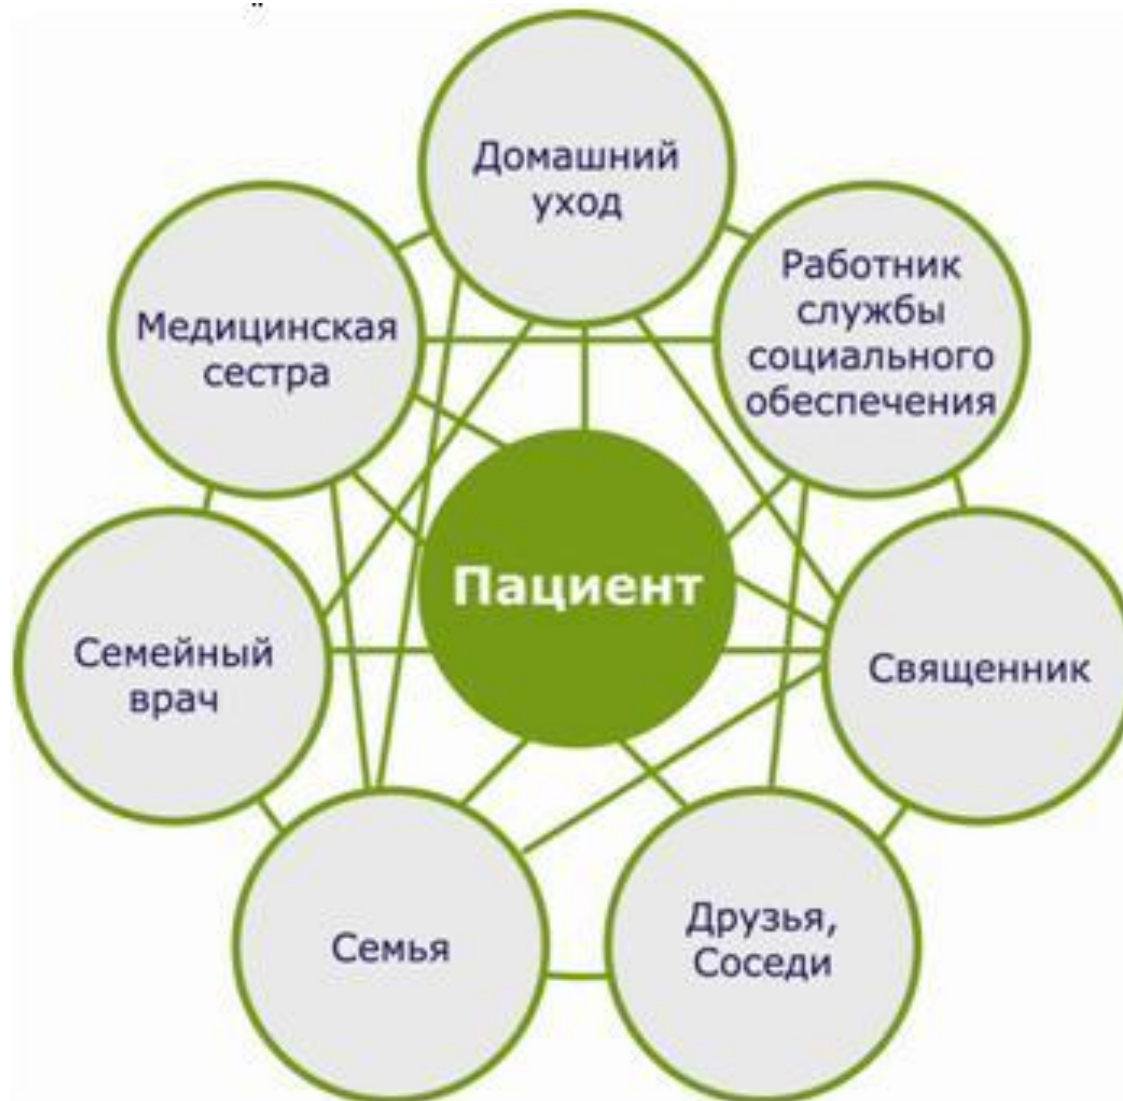 Домашний
уход
Работник
службы
социального
обеспечения
Медицинская
сестра
Пациент
Семейный
врач
Священник
Семья
Друзья,
Соседи